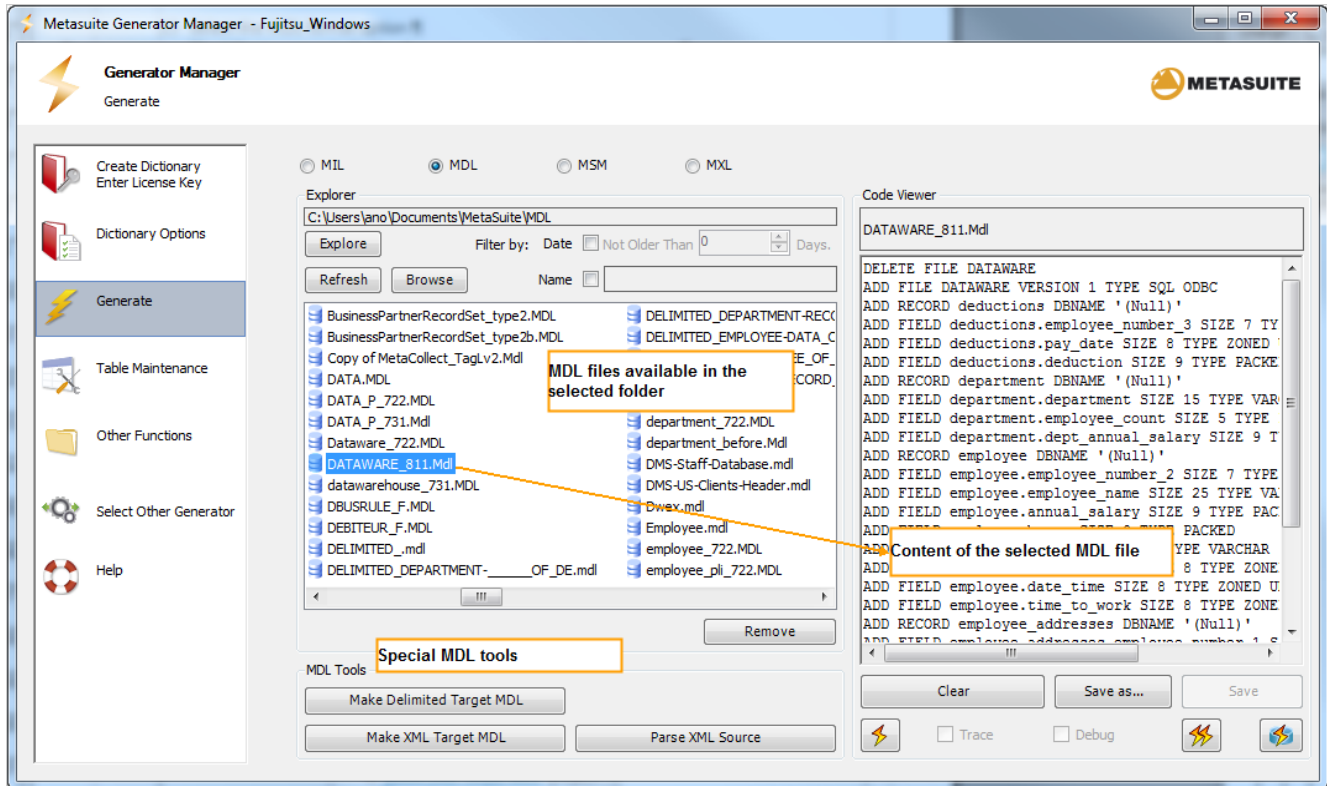 Metasuite Generator Manager - Fujitsu_Windows
Generator Manager
Generate
METASUITE
Create Dictionary
Enter License Key
Dictionary Options
Generate
Table Maintenance
Other Functions
Select Other Generator
Help
MIL MDL MSM MXL
Explorer
C:\Users\ano\Documents\MetaSuite\MDL
Explore Filter by: Date Not Older Than 0 Days.
Refresh Browse Name
BusinessPartnerRecordSet_type2.MDL
BusinessPartnerRecordSet_type2b.MDL
Copy of MetaCollect_TagLv2.Mdl
DATA.MDL
DATA_P_722.MDL
DATA_P_731.Mdl
Dataware_722.MDL
DATAWARE_811.Mdl
datawarehouse_731.MDL
DBUSRULE_F.MDL
DEBITEUR_F.MDL
DELIMITED_.mdl
DELIMITED_DEPARTMENT-______OF_DE.mdl
DELIMITED_DEPARTMENT-REC
DELIMITED_EMPLOYEE-DATA_C
EE_OF_
CORD_
department_722.MDL
department_before.Mdl
DMS-Staff-Database.mdl
DMS-US-Clients-Header.mdl
Dwex.mdl
Employee.mdl
employee_722.MDL
employee_pli_722.MDL
MDL files available in the
selected folder
Remove
Special MDL tools
MDL Tools
Make Delimited Target MDL
Make XML Target MDL Parse XML Source
Code Viewer
DATAWARE_811.Mdl
DELETE FILE DATAWARE
ADD FILE DATAWARE VERSION 1 TYPE SQL ODBC
ADD RECORD deductions DBNAME '(Null)'
ADD FIELD deductions.employee_number_3 SIZE 7 TY
ADD FIELD deductions.pay_date SIZE 8 TYPE ZONED
ADD FIELD deductions.deduction SIZE 9 TYPE PACKE
ADD RECORD department DBNAME '(Null)'
ADD FIELD department.department SIZE 15 TYPE VAR
ADD FIELD department.employee_count SIZE 5 TYPE
ADD FIELD department.dept_annual_salary SIZE 9 T
ADD RECORD employee DBNAME '(Null)'
ADD FIELD employee.employee_number_2 SIZE 7 TYPE
ADD FIELD employee.employee_name SIZE 25 TYPE VA
ADD FIELD employee.annual_salary SIZE 9 TYPE PAC
ADD PACKED
ADD YPE VARCHAR
ADD 8 TYPE ZONE
Content of the selected MDL file
ADD FIELD employee.date_time SIZE 8 TYPE ZONED U
ADD FIELD employee.time_to_work SIZE 8 TYPE ZONE
ADD RECORD employee_addresses DBNAME '(Null)'
ADD FIELD employee_addresses.employee_number_1 S
Clear Save as... Save
Trace Debug